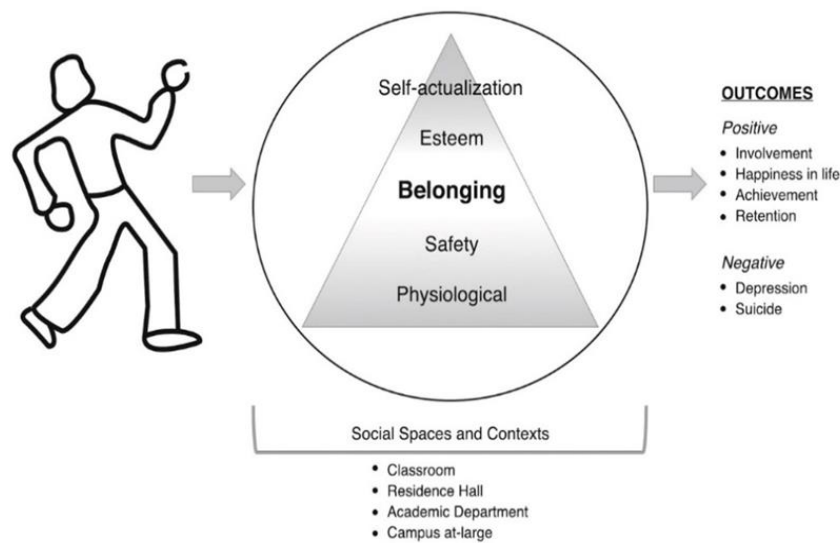 Self-actualization
Esteem
Belonging
Safety
Physiological
Social Spaces and Contexts
• Classroom
• Residence Hall
• Academic Department
• Campus at-large
OUTCOMES
Positive
• Involvement
• Happiness in life
• Achievement
• Retention
Negative
• Depression
• Suicide